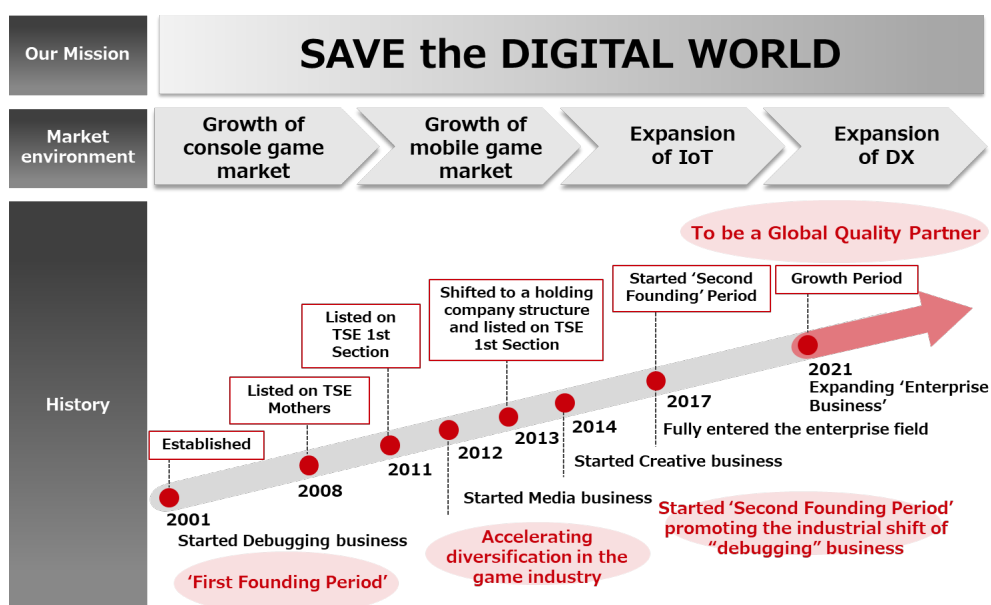 Our Mission
SAVE the DIGITAL WORLD
Market
environment
Growth of
console game
market
Growth of
mobile game
market
Expansion
of IoT
Expansion
of DX
History
To be a Global Quality Partner
Established
Listed on TSE
Mothers
Listed on
TSE 1st
Section
Shifted to a holding
company structure
and listed on TSE
1st Section
Started ‘Second
Founding’ Period
Growth Period
2001
2008
2011
2012
2013
2014
2017
2021
Expanding ‘Enterprise
Business’
Fully entered the enterprise field
Started Creative business
Started Media business
Started Debugging business
‘First Founding Period’
Accelerating
diversification in the
game industry
Started ‘Second Founding Period’
promoting the industrial shift of
“debugging” business